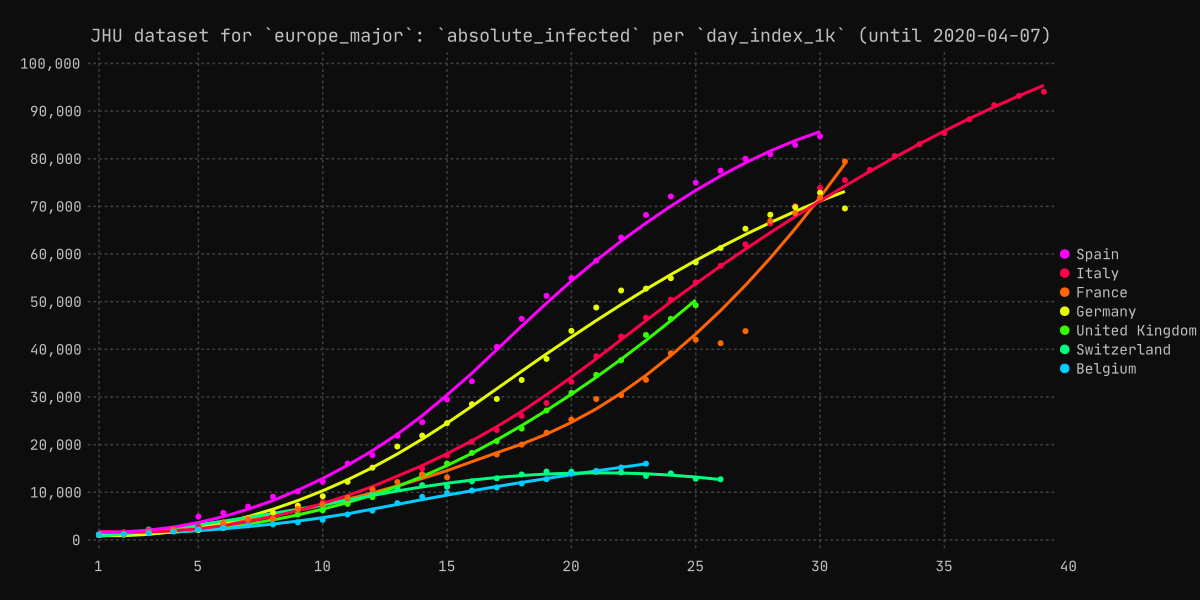 JHU dataset for `europe_major`: `absolute_infected` per `day_index_1k` (until 2020-04-07)
100,000
90,000
80,000
70,000
60,000
50,000
40,000
30,000
20,000
10,000
0
1 5 10 15 20 25 30 35 40
Spain
Italy
France
Germany
United Kingdom
Switzerland
Belgium